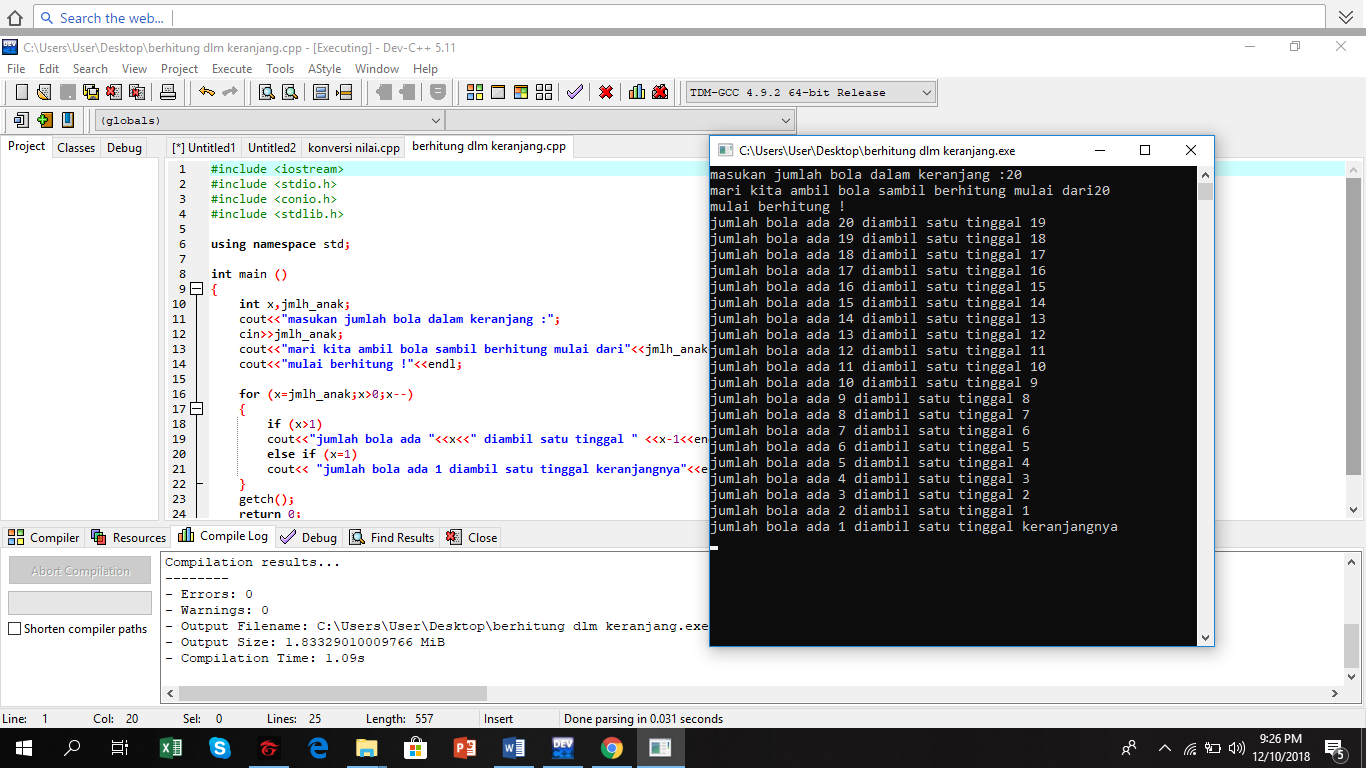 Search the web...
C:\Users\User\Desktop\berhitung dlm keranjang.cpp - [Executing] - Dev-C++ 5.11
File Edit Search View Project Execute Tools AStyle Window Help
TDM-GCC 4.9.2 64-bit Release
(globals)
Project Classes Debug
[*] Untitled1 Untitled2 konversi nilai.cpp berhitung dlm keranjang.cpp
1 #include <iostream>
2 #include <stdio.h>
3 #include <conio.h>
4 #include <stdlib.h>
5
6 using namespace std;
7
8 int main ()
9 {
10 int x,jmlh_anak;
11 cout<<"masukan jumlah bola dalam keranjang :";
12 cin>>jmlh_anak;
13 cout<<"mari kita ambil bola sambil berhitung mulai dari"<<jmlh_anak
14 cout<<"mulai berhitung !"<<endl;
15
16 for (x=jmlh_anak;x>0;x--)
17 {
18 if (x>1)
19 cout<<"jumlah bola ada "<<x<<" diambil satu tinggal " <<x-1<<en
20 else if (x=1)
21 cout<< "jumlah bola ada 1 diambil satu tinggal keranjangnya"<<e
22 }
23 getch();
24 return 0;
C:\Users\User\Desktop\berhitung dlm keranjang.exe
masukan jumlah bola dalam keranjang :20
mari kita ambil bola sambil berhitung mulai dari20
mulai berhitung !
jumlah bola ada 20 diambil satu tinggal 19
jumlah bola ada 19 diambil satu tinggal 18
jumlah bola ada 18 diambil satu tinggal 17
jumlah bola ada 17 diambil satu tinggal 16
jumlah bola ada 16 diambil satu tinggal 15
jumlah bola ada 15 diambil satu tinggal 14
jumlah bola ada 14 diambil satu tinggal 13
jumlah bola ada 13 diambil satu tinggal 12
jumlah bola ada 12 diambil satu tinggal 11
jumlah bola ada 11 diambil satu tinggal 10
jumlah bola ada 10 diambil satu tinggal 9
jumlah bola ada 9 diambil satu tinggal 8
jumlah bola ada 8 diambil satu tinggal 7
jumlah bola ada 7 diambil satu tinggal 6
jumlah bola ada 6 diambil satu tinggal 5
jumlah bola ada 5 diambil satu tinggal 4
jumlah bola ada 4 diambil satu tinggal 3
jumlah bola ada 3 diambil satu tinggal 2
jumlah bola ada 2 diambil satu tinggal 1
jumlah bola ada 1 diambil satu tinggal keranjangnya
Compiler Resources Compile Log Debug Find Results Close
Abort Compilation
Shorten compiler paths
Compilation results...
--------
- Errors: 0
- Warnings: 0
- Output Filename: C:\Users\User\Desktop\berhitung dlm keranjang.exe
- Output Size: 1.83329010009766 MiB
- Compilation Time: 1.09s
Line: 1 Col: 20 Sel: 0 Lines: 25 Length: 557 Insert Done parsing in 0.031 seconds
9:26 PM
12/10/2018
5